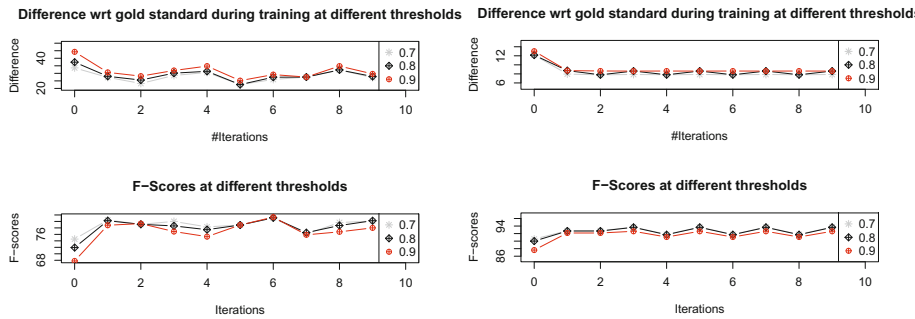 Difference wrt gold standard during training at different thresholds
Difference
40
20
0.7
0.8
0.9
0 2 4 6 8 10
#Iterations
F−Scores at different thresholds
F−scores
76
68
0.7
0.8
0.9
0 2 4 6 8 10
Iterations
Difference wrt gold standard during training at different thresholds
Difference
12
6
0.7
0.8
0.9
0 2 4 6 8 10
#Iterations
F−Scores at different thresholds
F−scores
94
86
0.7
0.8
0.9
0 2 4 6 8 10
Iterations